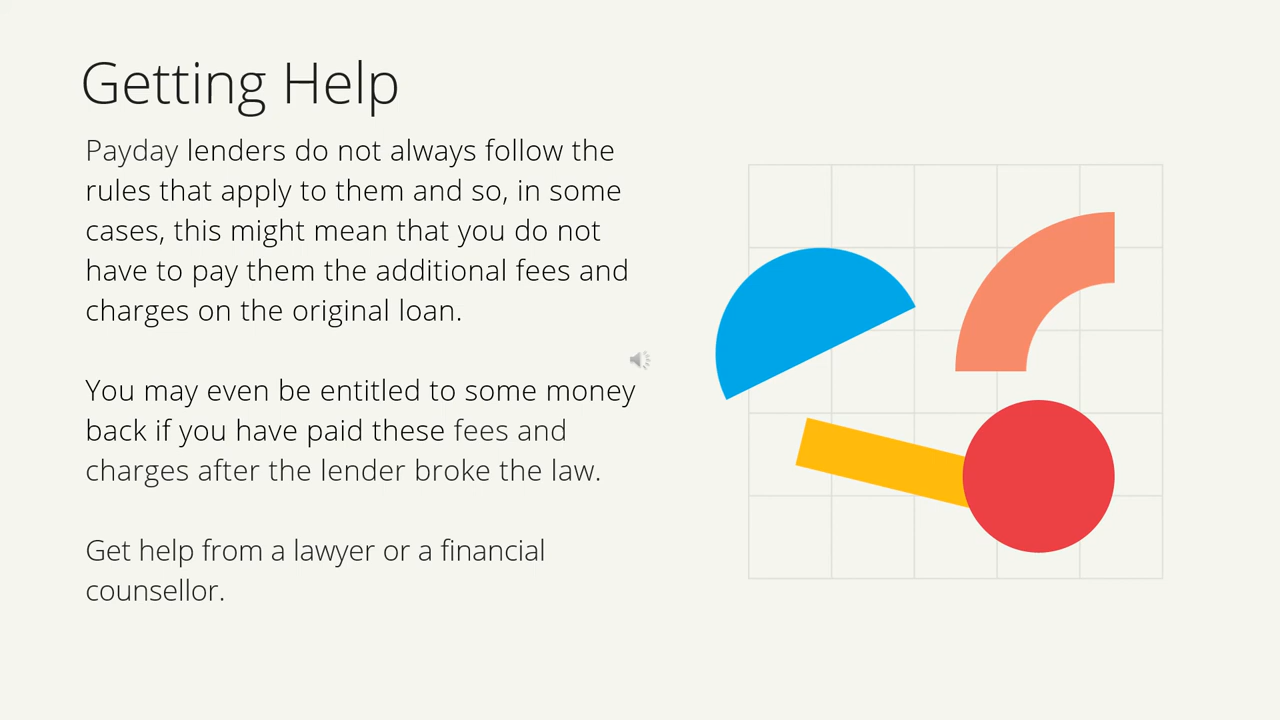 Getting Help
Payday lenders do not always follow the
rules that apply to them and so, in some
cases, this might mean that you do not
have to pay them the additional fees and
charges on the original loan.
You may even be entitled to some money
back if you have paid these fees and
charges after the lender broke the law.
Get help from a lawyer or a financial
counsellor.